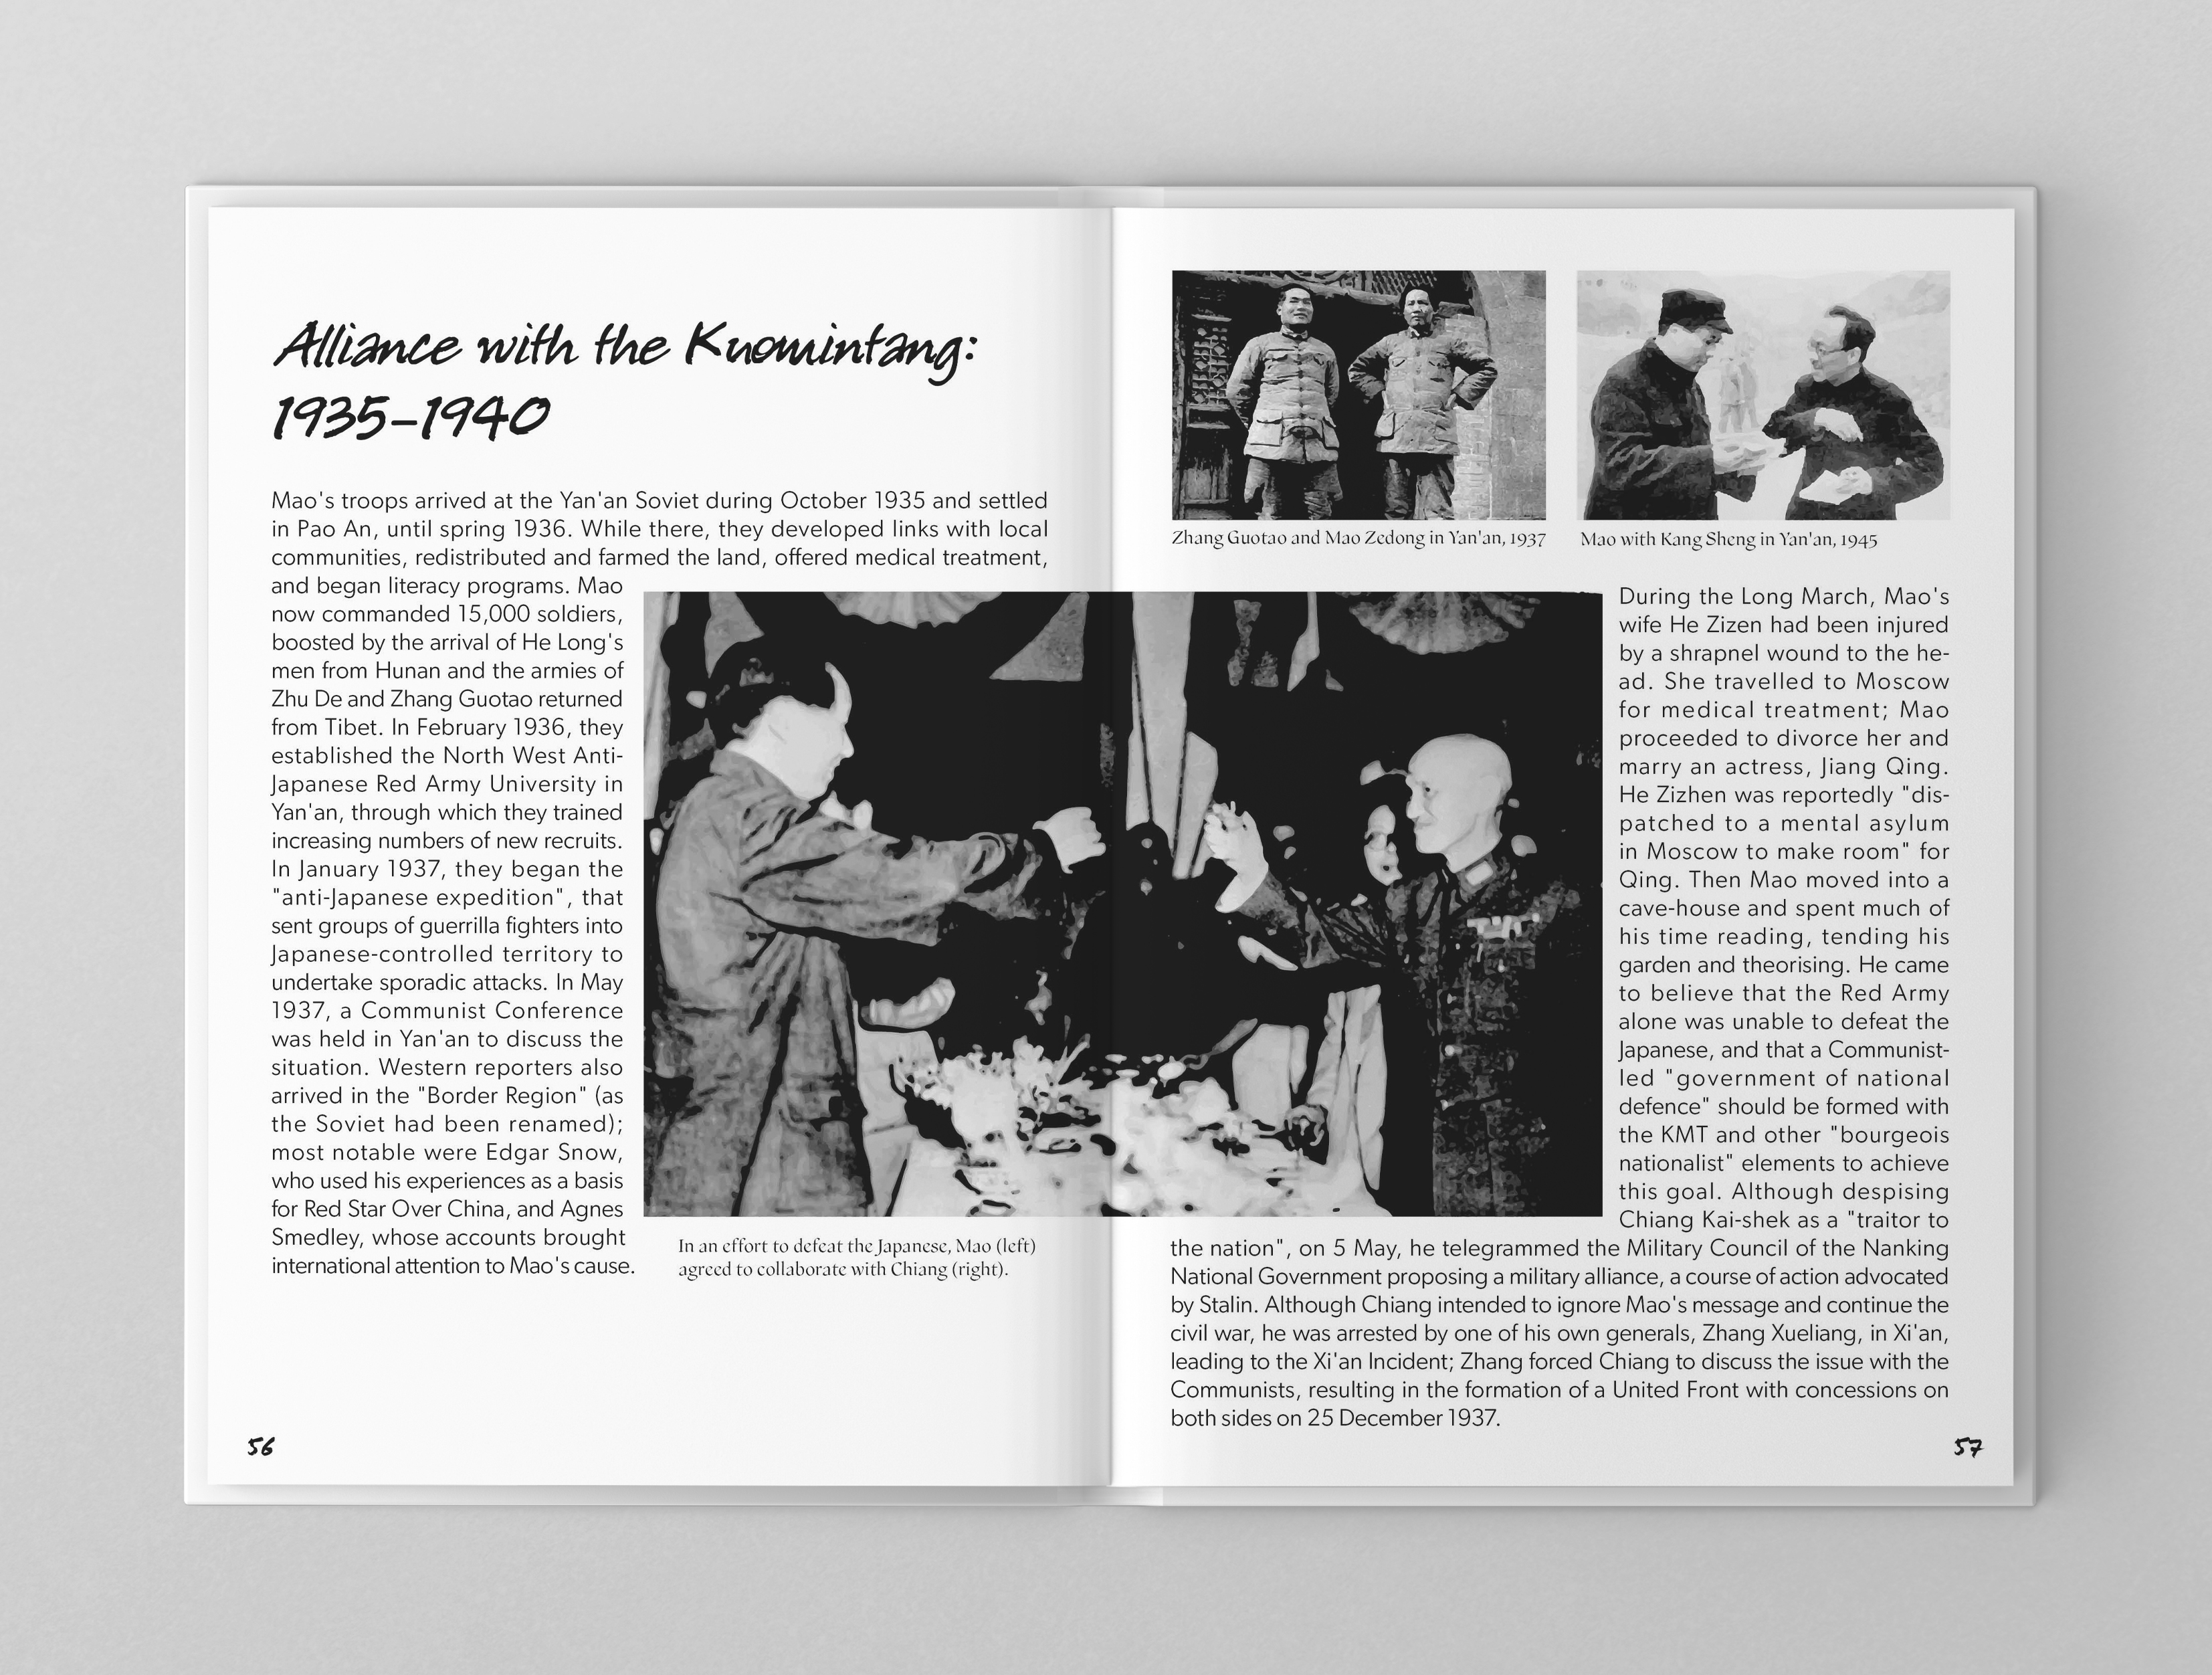 Alliance with the Kuomintang:
1935–1940
Mao's troops arrived at the Yan'an Soviet during October 1935 and settled
in Pao An, until spring 1936. While there, they developed links with local
communities, redistributed and farmed the land, offered medical treatment,
and began literacy programs. Mao
now commanded 15,000 soldiers,
boosted by the arrival of He Long's
men from Hunan and the armies of
Zhu De and Zhang Guotao returned
from Tibet. In February 1936, they
established the North West Anti-
Japanese Red Army University in
Yan'an, through which they trained
increasing numbers of new recruits.
In January 1937, they began the
"anti-Japanese expedition", that
sent groups of guerrilla fighters into
Japanese-controlled territory to
undertake sporadic attacks. In May
1937, a Communist Conference
was held in Yan'an to discuss the
situation. Western reporters also
arrived in the "Border Region" (as
the Soviet had been renamed);
most notable were Edgar Snow,
who used his experiences as a basis
for Red Star Over China, and Agnes
Smedley, whose accounts brought
international attention to Mao's cause.
In an effort to defeat the Japanese, Mao (left)
agreed to collaborate with Chiang (right).
56
Zhang Guotao and Mao Zedong in Yan'an, 1937
Mao with Kang Sheng in Yan'an, 1945
During the Long March, Mao's
wife He Zizen had been injured
by a shrapnel wound to the he-
ad. She travelled to Moscow
for medical treatment; Mao
proceeded to divorce her and
marry an actress, Jiang Qing.
He Zizhen was reportedly "dis-
patched to a mental asylum
in Moscow to make room" for
Qing. Then Mao moved into a
cave-house and spent much of
his time reading, tending his
garden and theorising. He came
to believe that the Red Army
alone was unable to defeat the
Japanese, and that a Communist-
led "government of national
defence" should be formed with
the KMT and other "bourgeois
nationalist" elements to achieve
this goal. Although despising
Chiang Kai-shek as a "traitor to
the nation", on 5 May, he telegrammed the Military Council of the Nanking
National Government proposing a military alliance, a course of action advocated
by Stalin. Although Chiang intended to ignore Mao's message and continue the
civil war, he was arrested by one of his own generals, Zhang Xueliang, in Xi'an,
leading to the Xi'an Incident; Zhang forced Chiang to discuss the issue with the
Communists, resulting in the formation of a United Front with concessions on
both sides on 25 December 1937.
57